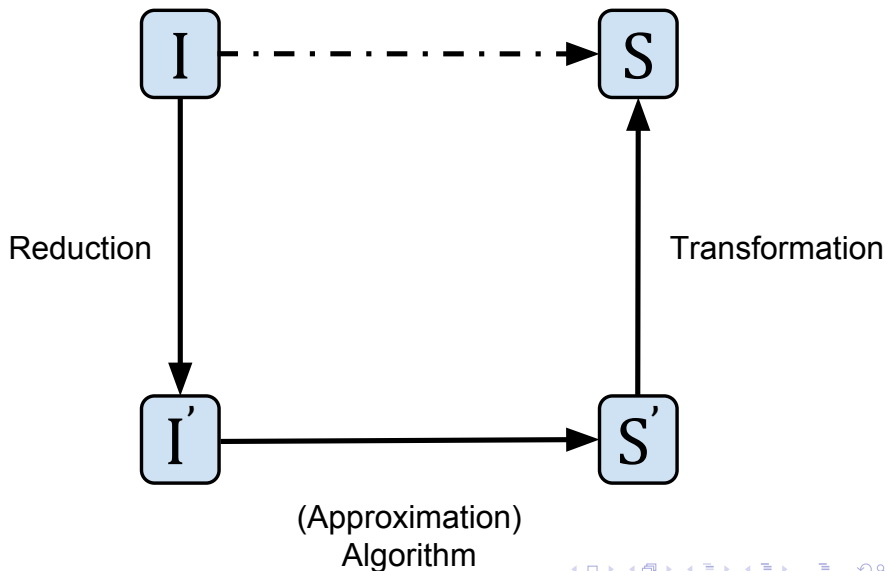 I S
Reduction Transformation
I’ S’
(Approximation)
Algorithm